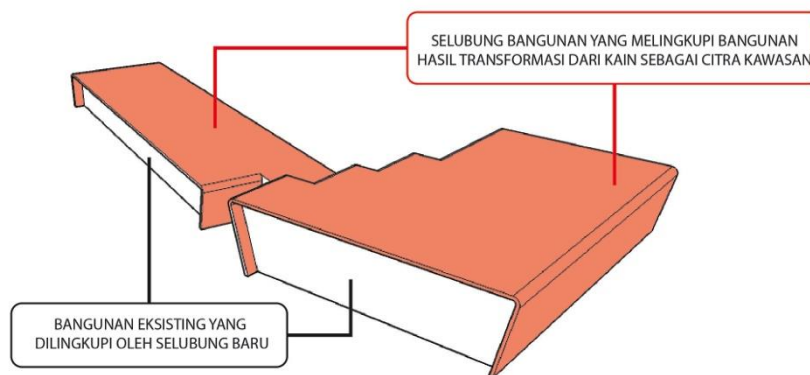 SELUBUNG BANGUNAN YANG MELINGKUPI BANGUNAN
HASIL TRANSFORMASI DARI KAIN SEBAGAI CITRA KAWASAN
BANGUNAN EKSISTING YANG
DILINGKUPI OLEH SELUBUNG BARU